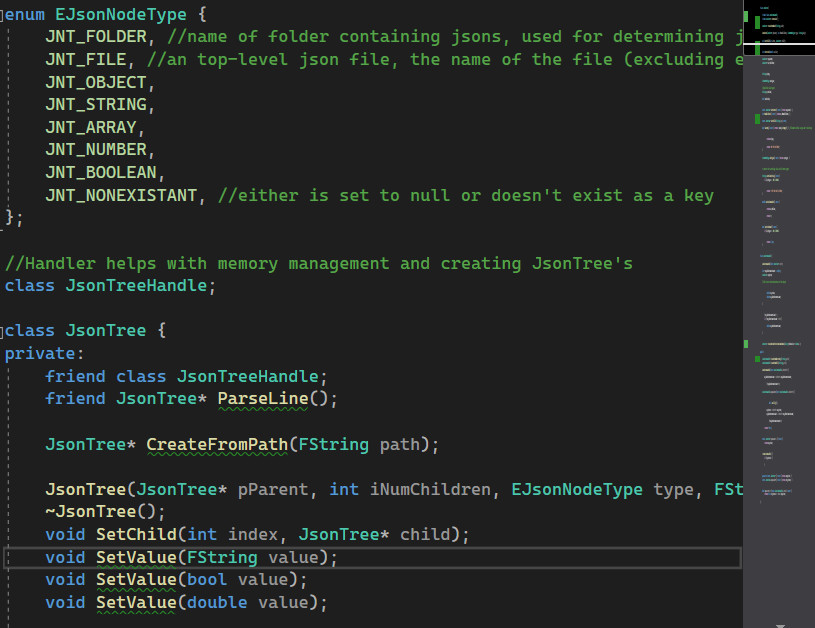 enum EJsonNodeType {
JNT_FOLDER, //name of folder containing jsons, used for determining j
JNT_FILE, //an top-level json file, the name of the file (excluding e
JNT_OBJECT,
JNT_STRING,
JNT_ARRAY,
JNT_NUMBER,
JNT_BOOLEAN,
JNT_NONEXISTANT, //either is set to null or doesn't exist as a key
};
//Handler helps with memory management and creating JsonTree's
class JsonTreeHandle;
class JsonTree {
private:
friend class JsonTreeHandle;
friend JsonTree* ParseLine();
JsonTree* CreateFromPath(FString path);
JsonTree(JsonTree* pParent, int iNumChildren, EJsonNodeType type, FSt
~JsonTree();
void SetChild(int index, JsonTree* child);
void SetValue(FString value);
void SetValue(bool value);
void SetValue(double value);